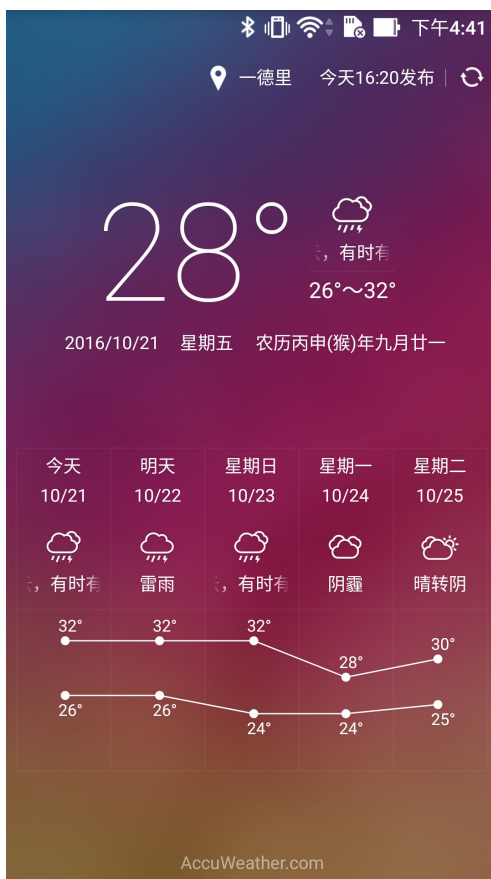 下午4:41
一德里 今天16:20发布
28°
，有时有
26°～32°
2016/10/21 星期五 农历丙申(猴)年九月廿一
今天 明天 星期日 星期一 星期二
10/21 10/22 10/23 10/24 10/25
，有时有 雷雨 ，有时有 阴霾 晴转阴
32° 32° 32° 28° 30°
26° 26° 24° 24° 25°
AccuWeather.com